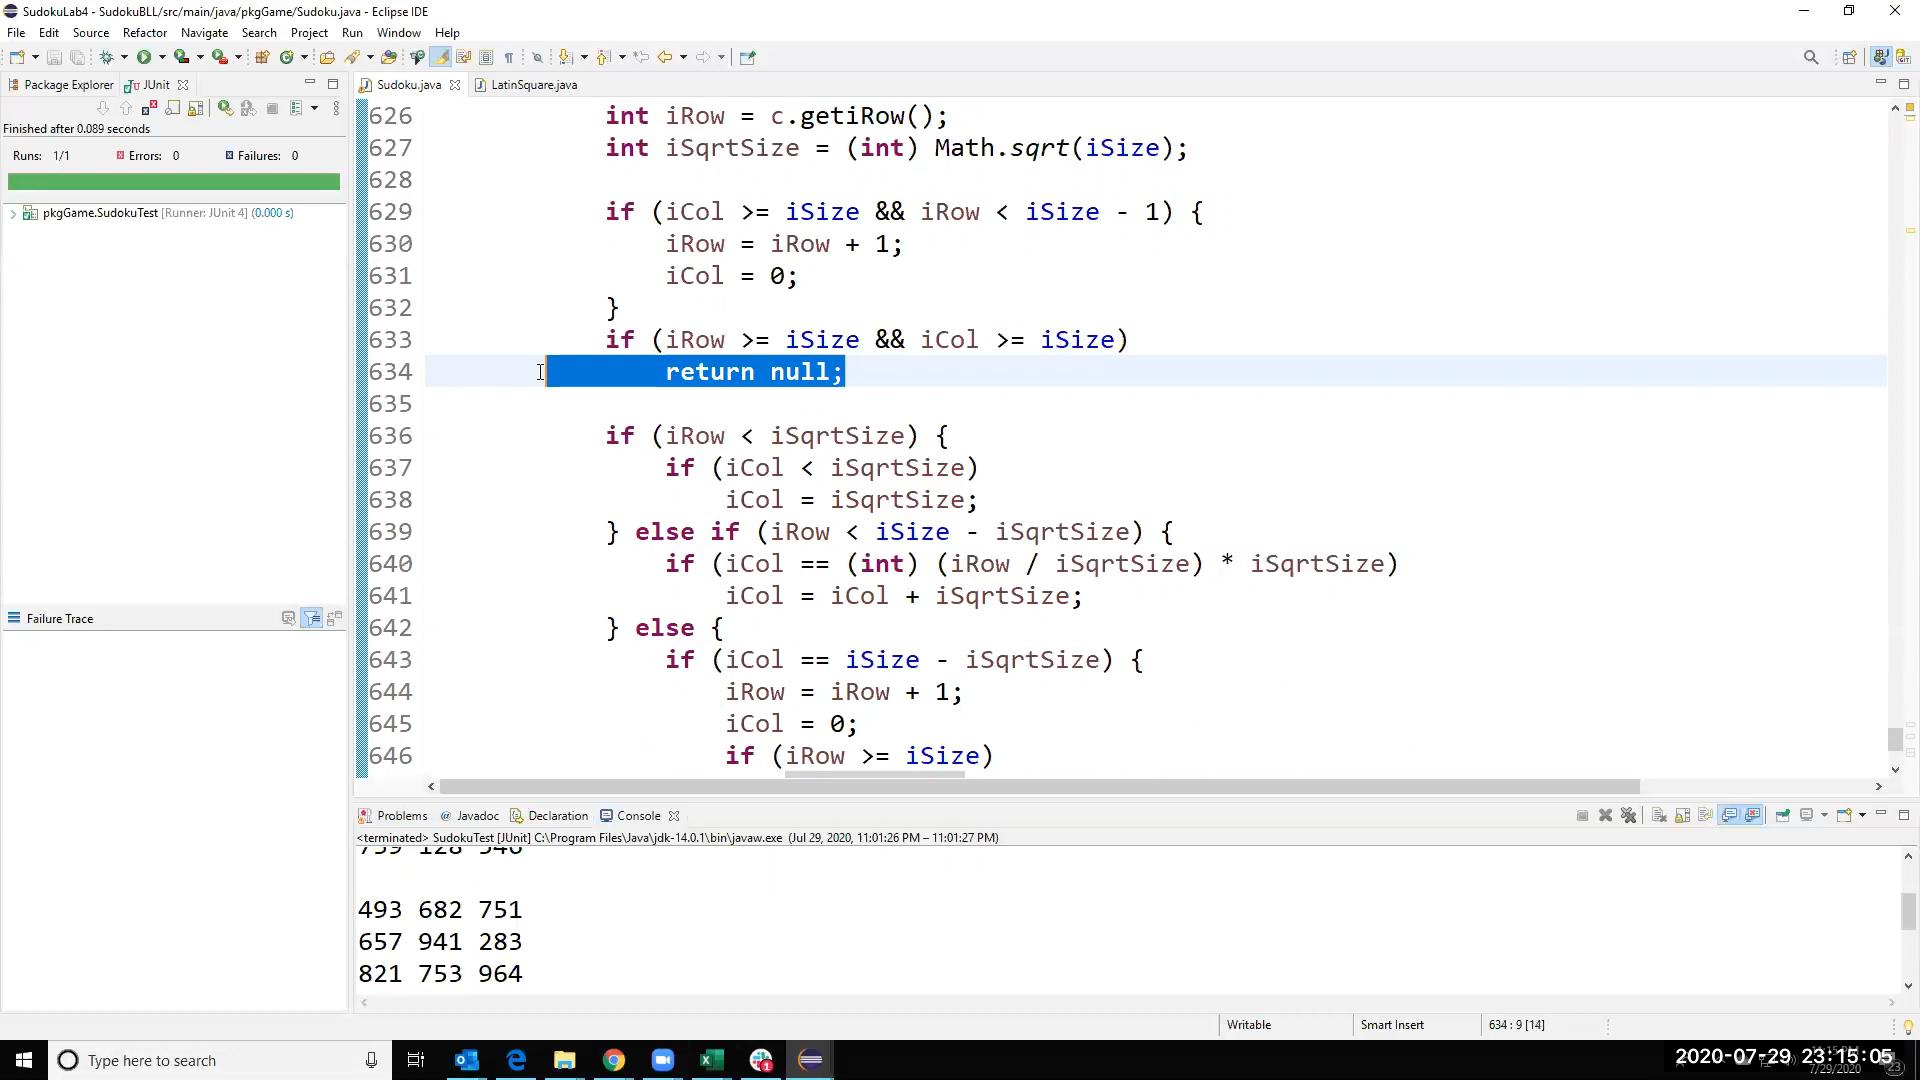 SudokuLab4 - SudokuBLL/src/main/java/pkgGame/Sudoku.java - Eclipse IDE
File Edit Source Refactor Navigate Search Project Run Window Help
Package Explorer JUnit
Sudoku.java LatinSquare.java
Finished after 0.089 seconds
Runs: 1/1 Errors: 0 Failures: 0
pkgGame.SudokuTest [Runner: JUnit 4] (0.000 s)
Failure Trace
626 int iRow = c.getiRow();
627 int iSqrtSize = (int) Math.sqrt(iSize);
628
629 if (iCol >= iSize && iRow < iSize - 1) {
630 iRow = iRow + 1;
631 iCol = 0;
632 }
633 if (iRow >= iSize && iCol >= iSize)
634 return null;
635
636 if (iRow < iSqrtSize) {
637 if (iCol < iSqrtSize)
638 iCol = iSqrtSize;
639 } else if (iRow < iSize - iSqrtSize) {
640 if (iCol == (int) (iRow / iSqrtSize) * iSqrtSize)
641 iCol = iCol + iSqrtSize;
642 } else {
643 if (iCol == iSize - iSqrtSize) {
644 iRow = iRow + 1;
645 iCol = 0;
646 if (iRow >= iSize)
Problems Javadoc Declaration Console
<terminated> SudokuTest [JUnit] C:\Program Files\Java\jdk-14.0.1\bin\javaw.exe (Jul 29, 2020, 11:01:26 PM – 11:01:27 PM)
739 128 546
493 682 751
657 941 283
821 753 964
Writable Smart Insert 634 : 9 [14]
Type here to search
2020-07-29 23:15:05
7/29/2020